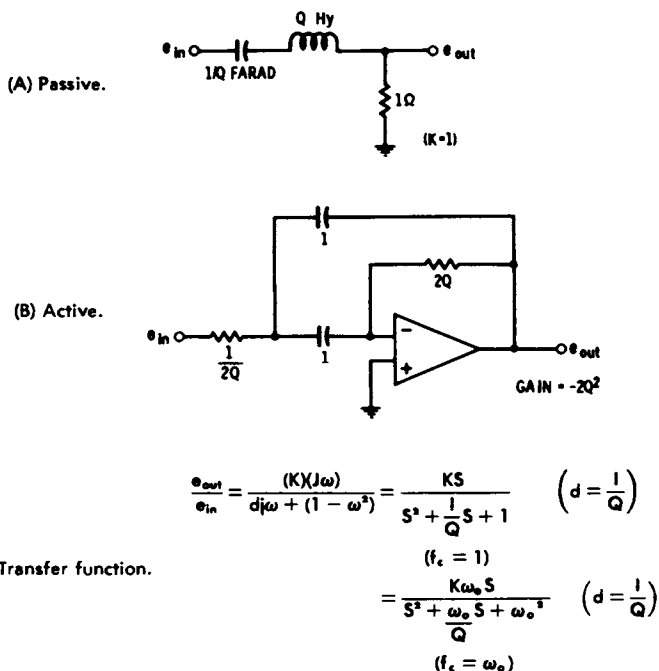 Q Hy
e_in
e_out
1/Q FARAD
(A) Passive.
1Ω
(K=1)
1
2Q
(B) Active.
e_in
1/2Q
1
−
+
e_out
GAIN = -2Q²
e_out/e_in = (K)(Jω)/(djω + (1 − ω²)) = KS/(S² + 1/Q S + 1) (d = 1/Q)
(f_c = 1)
Transfer function.
= Kω_o S/(S² + ω_o/Q S + ω_o²) (d = 1/Q)
(f_c = ω_o)